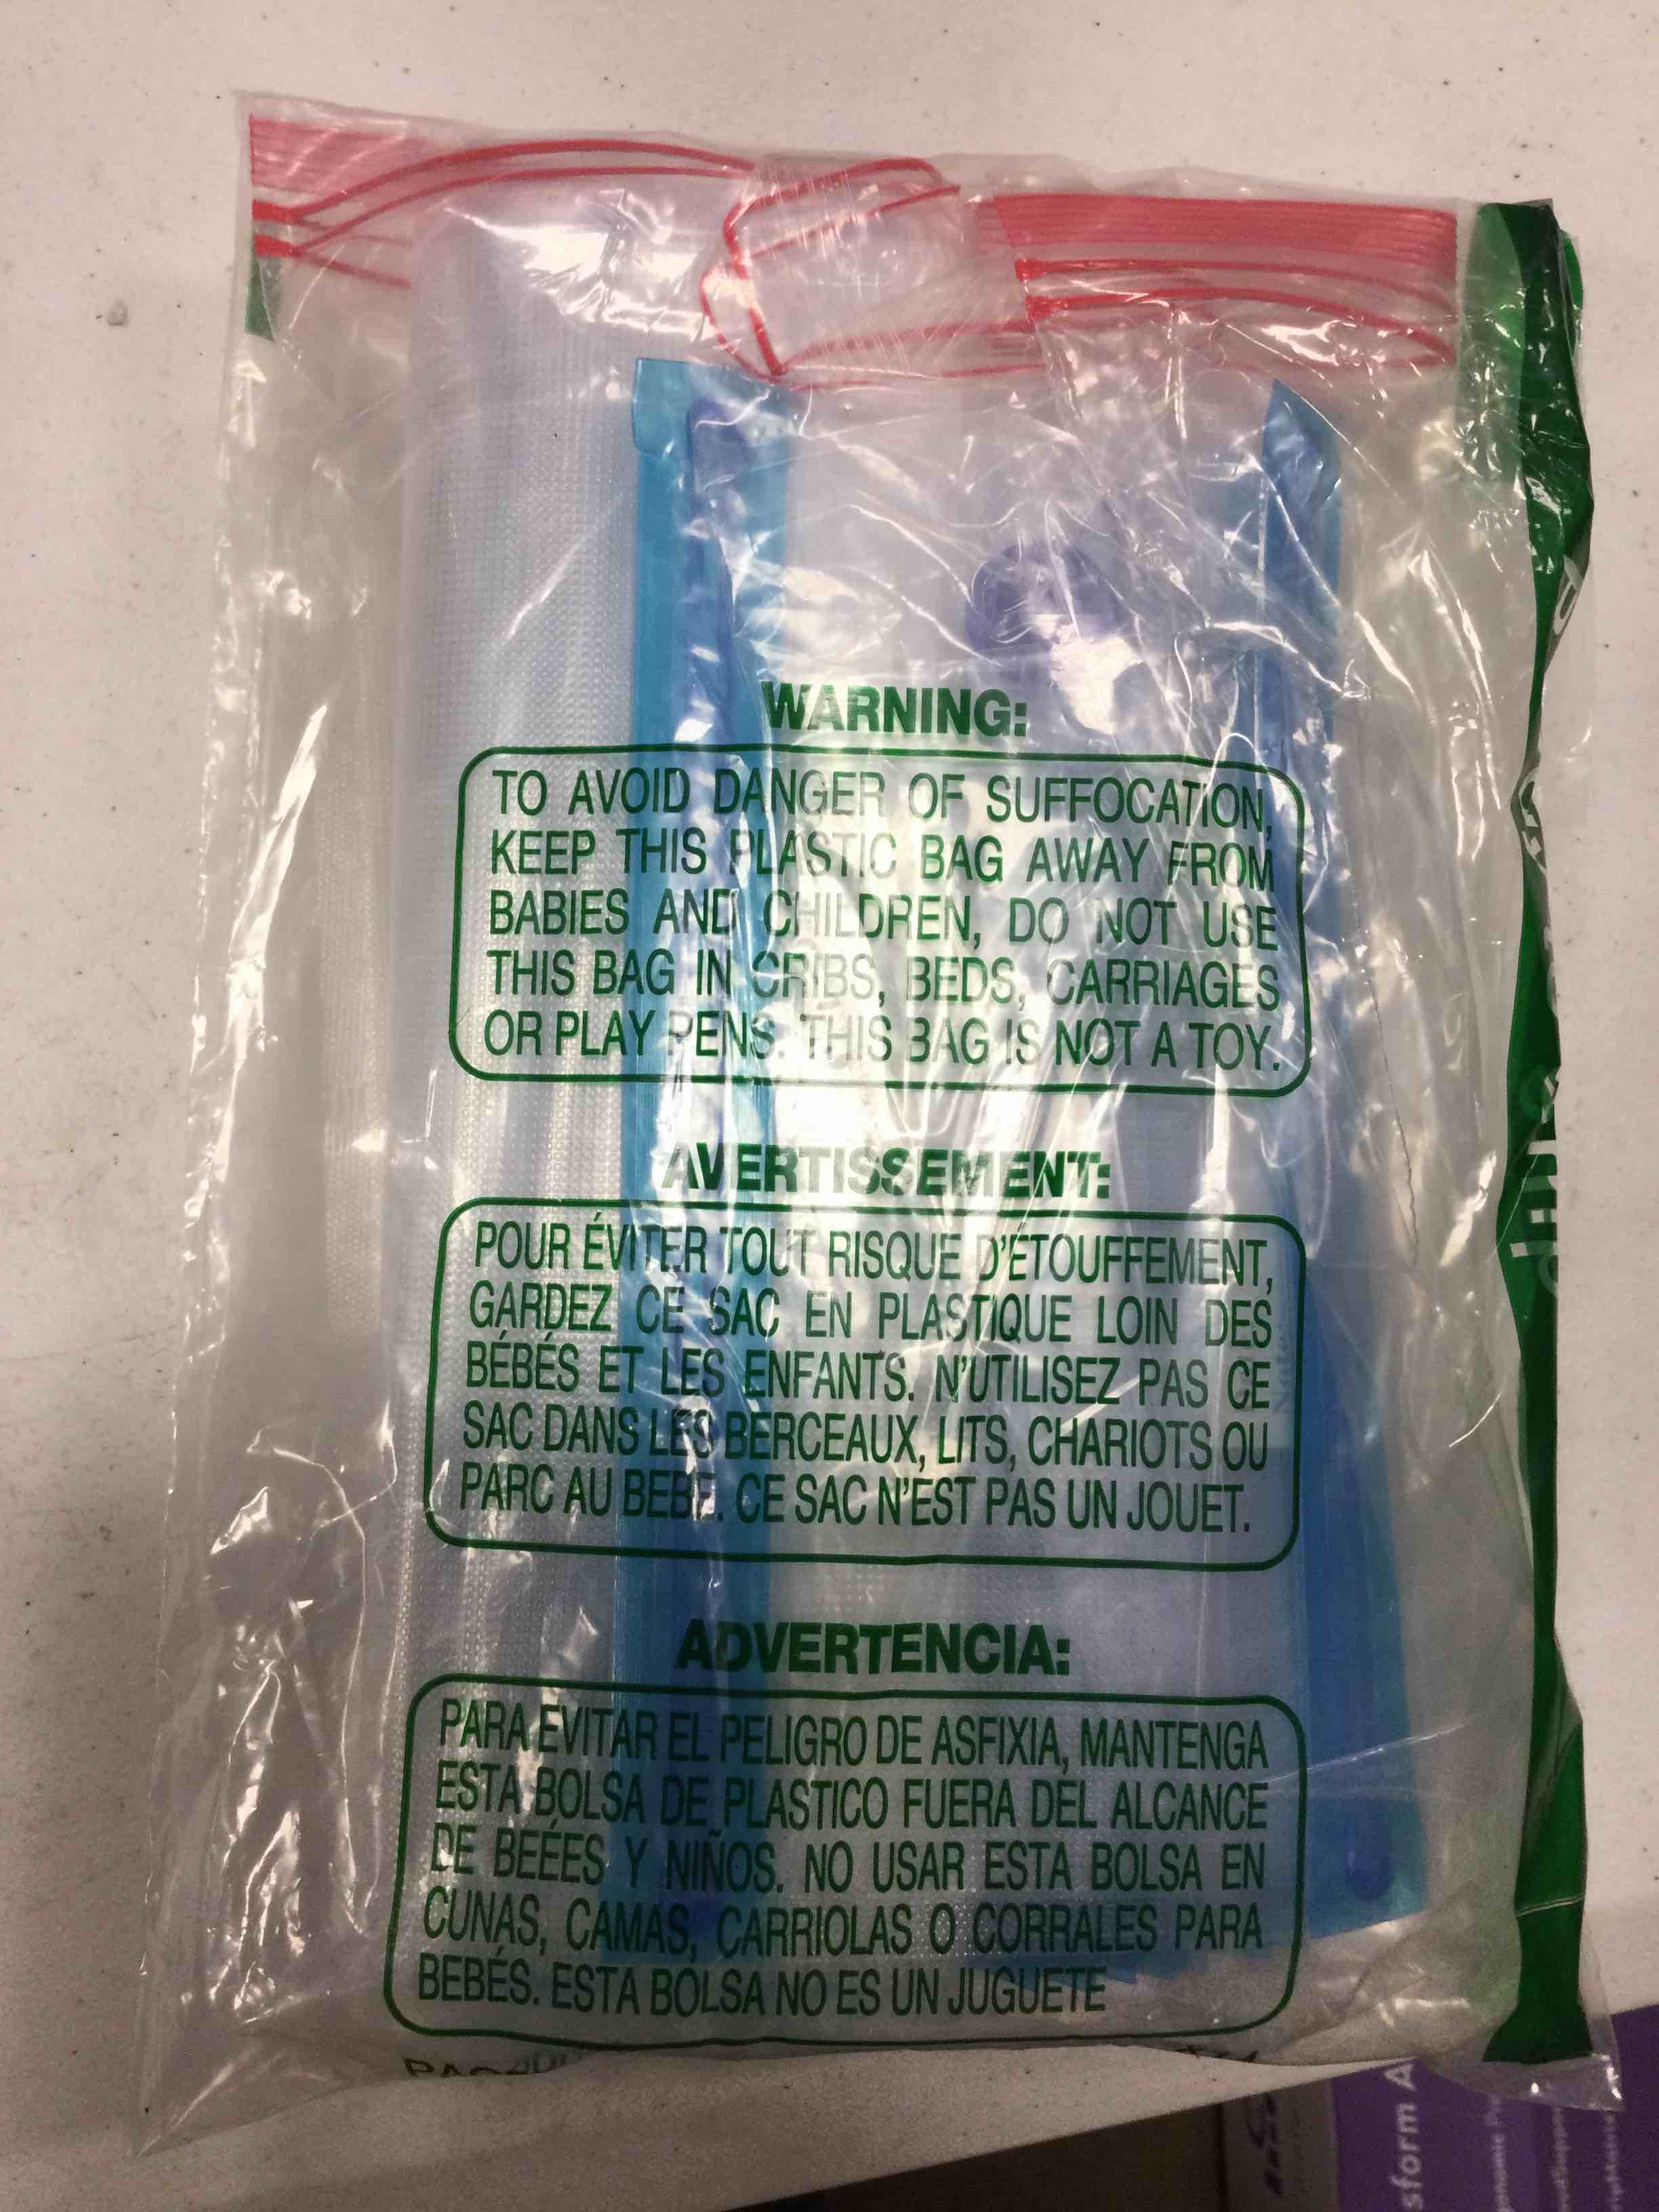 WARNING:
TO AVOID DANGER OF SUFFOCATION,
KEEP THIS PLASTIC BAG AWAY FROM
BABIES AND CHILDREN, DO NOT USE
THIS BAG IN CRIBS, BEDS, CARRIAGES
OR PLAY PENS. THIS BAG IS NOT A TOY.
AVERTISSEMENT:
POUR ÉVITER TOUT RISQUE D'ÉTOUFFEMENT,
GARDEZ CE SAC EN PLASTIQUE LOIN DES
BÉBÉS ET LES ENFANTS. N'UTILISEZ PAS CE
SAC DANS LES BERCEAUX, LITS, CHARIOTS OU
PARC AU BEBE. CE SAC N'EST PAS UN JOUET.
ADVERTENCIA:
PARA EVITAR EL PELIGRO DE ASFIXIA, MANTENGA
ESTA BOLSA DE PLASTICO FUERA DEL ALCANCE
DE BEÉES Y NIÑOS. NO USAR ESTA BOLSA EN
CUNAS, CAMAS, CARRIOLAS O CORRALES PARA
BEBÉS. ESTA BOLSA NO ES UN JUGUETE
sform A